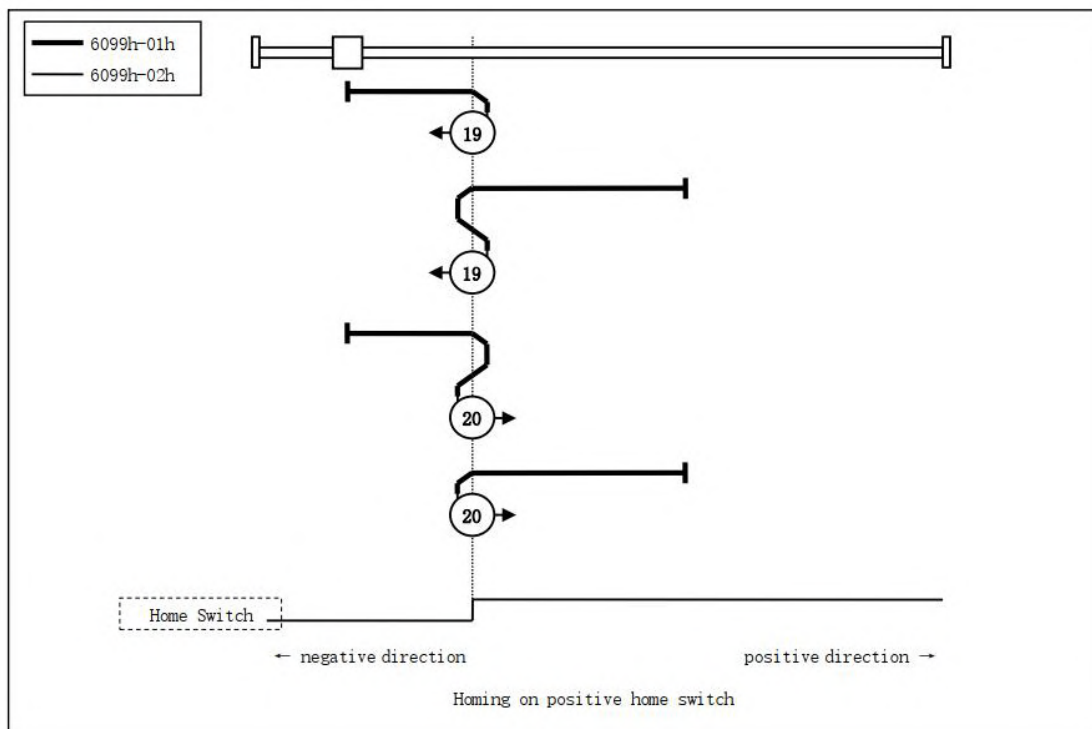 6099h-01h
6099h-02h
19
19
20
20
Home Switch
← negative direction
positive direction →
Homing on positive home switch